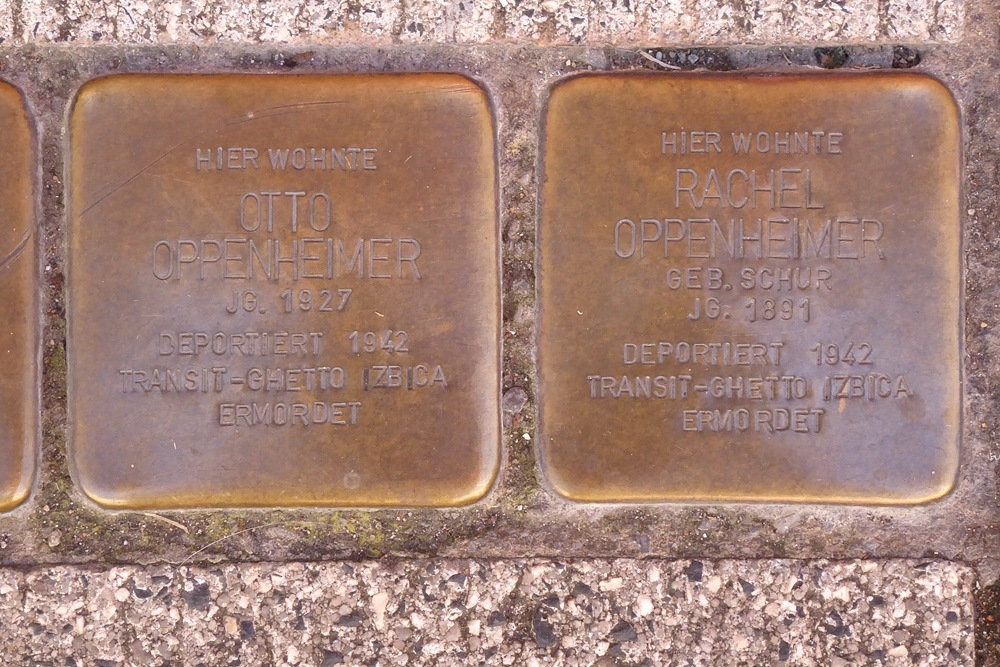 HIER WOHNTE
OTTO
OPPENHEIMER
JG. 1927
DEPORTIERT 1942
TRANSIT-GHETTO IZBICA
ERMORDET
HIER WOHNTE
RACHEL
OPPENHEIMER
GEB. SCHUR
JG. 1891
DEPORTIERT 1942
TRANSIT-GHETTO IZBICA
ERMORDET